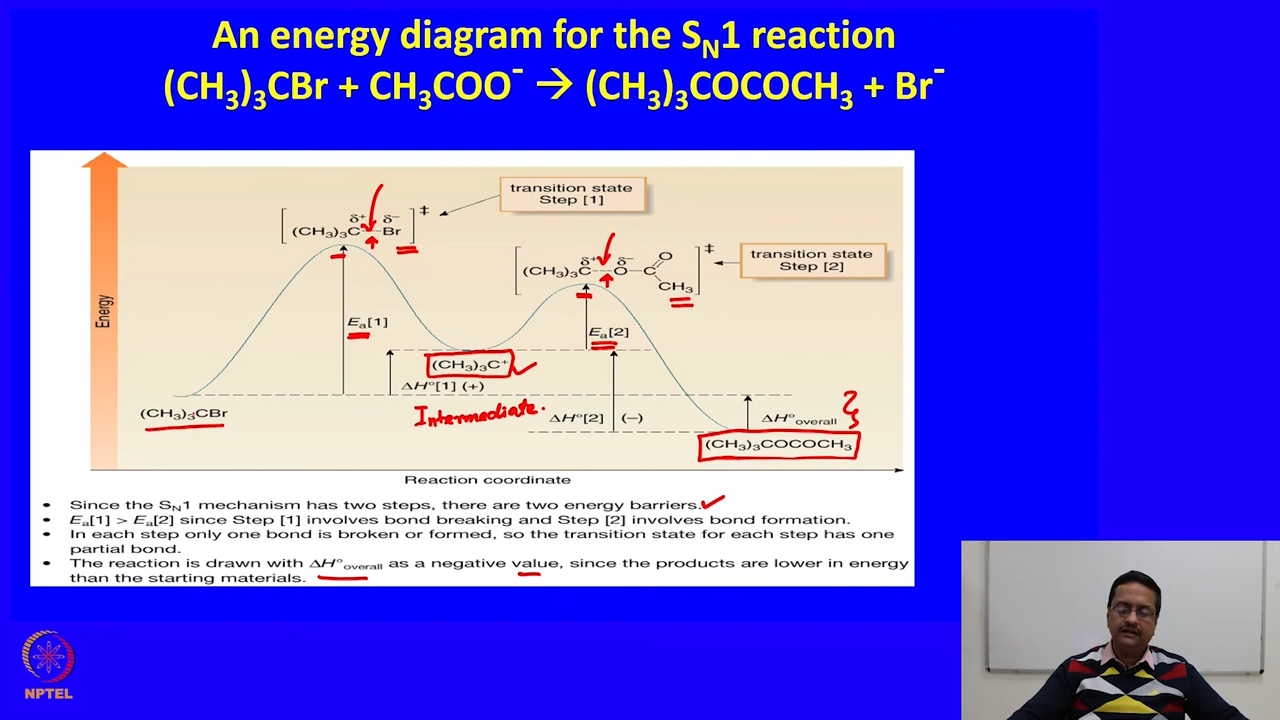 An energy diagram for the SN1 reaction
(CH3)3CBr + CH3COO- → (CH3)3COCOCH3 + Br-
transition state
Step [1]
δ+ δ-
[(CH3)3C---Br]‡
transition state
Step [2]
δ+ δ-
[(CH3)3C---O—C
O
CH3]‡
Energy
Ea[1]
Ea[2]
(CH3)3C+
ΔH°[1] (+)
(CH3)3CBr
Intermediate.
ΔH°[2] (−)
ΔH°overall
(CH3)3COCOCH3
Reaction coordinate
• Since the SN1 mechanism has two steps, there are two energy barriers.
• Ea[1] > Ea[2] since Step [1] involves bond breaking and Step [2] involves bond formation.
• In each step only one bond is broken or formed, so the transition state for each step has one
partial bond.
• The reaction is drawn with ΔH°overall as a negative value, since the products are lower in energy
than the starting materials.
NPTEL